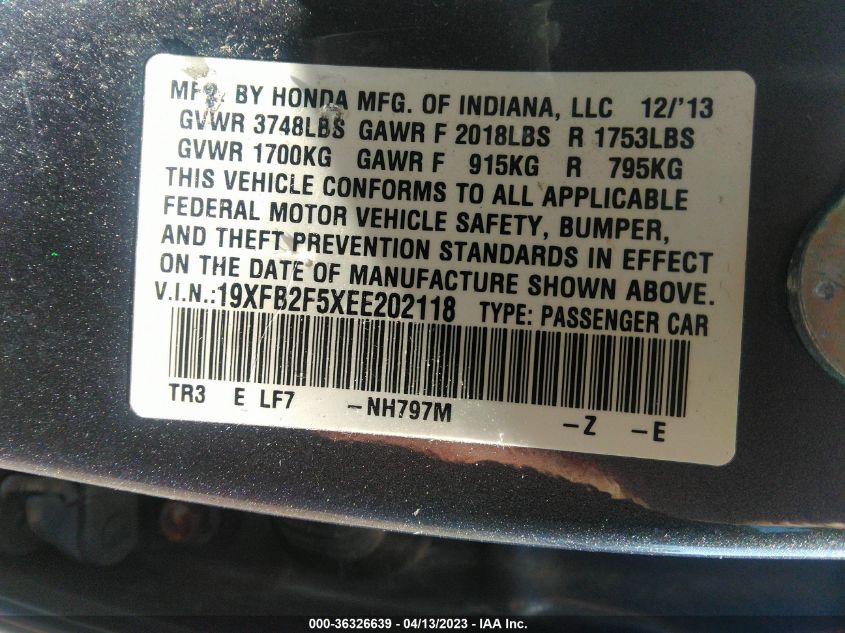 MFG. BY HONDA MFG. OF INDIANA, LLC 12/'13
GVWR 3748LBS GAWR F 2018LBS R 1753LBS
GVWR 1700KG GAWR F 915KG R 795KG
THIS VEHICLE CONFORMS TO ALL APPLICABLE
FEDERAL MOTOR VEHICLE SAFETY, BUMPER,
AND THEFT PREVENTION STANDARDS IN EFFECT
ON THE DATE OF MANUFACTURE SHOWN ABOVE.
V.I.N.:19XFB2F5XEE202118 TYPE: PASSENGER CAR
TR3 E LF7 -NH797M -Z -E
000-36326639 - 04/13/2023 - IAA Inc.